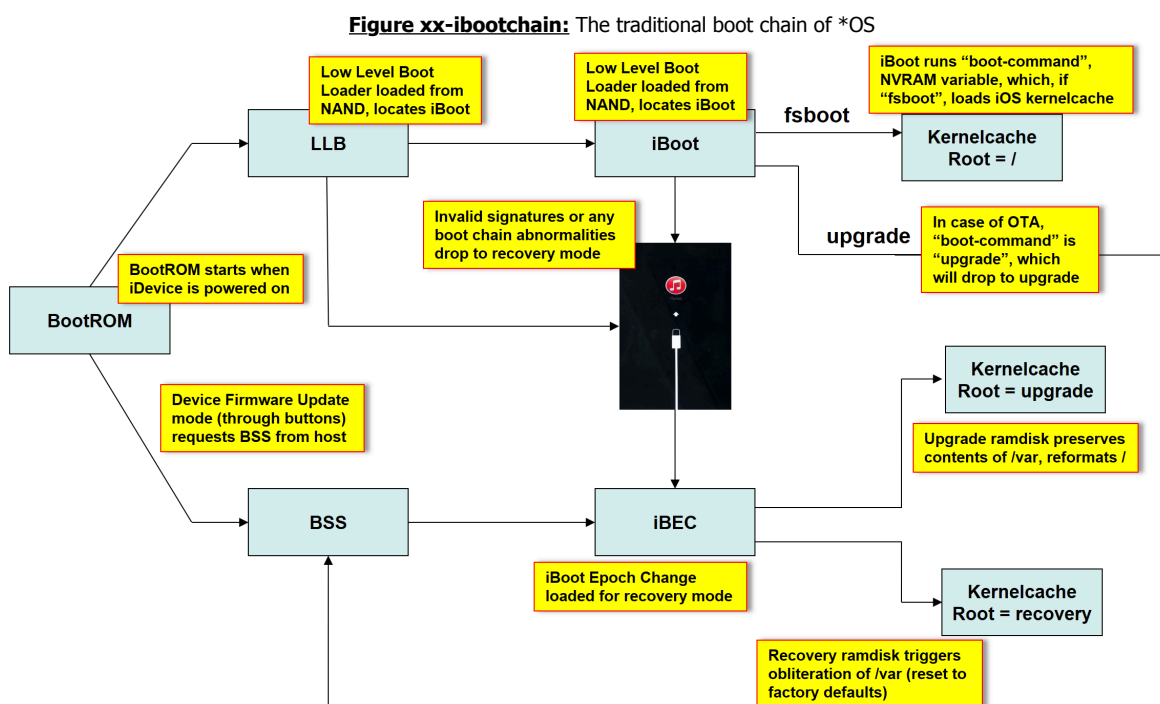 Figure xx-ibootchain: The traditional boot chain of *OS
Low Level Boot
Loader loaded from
NAND, locates iBoot
LLB
Low Level Boot
Loader loaded from
NAND, locates iBoot
iBoot
fsboot
iBoot runs “boot-command”,
NVRAM variable, which, if
“fsboot”, loads iOS kernelcache
Kernelcache
Root = /
Invalid signatures or any
boot chain abnormalities
drop to recovery mode
upgrade
In case of OTA,
“boot-command” is
“upgrade”, which
will drop to upgrade
BootROM starts when
iDevice is powered on
BootROM
Device Firmware Update
mode (through buttons)
requests BSS from host
Kernelcache
Root = upgrade
Upgrade ramdisk preserves
contents of /var, reformats /
BSS
iBEC
iBoot Epoch Change
loaded for recovery mode
Kernelcache
Root = recovery
Recovery ramdisk triggers
obliteration of /var (reset to
factory defaults)